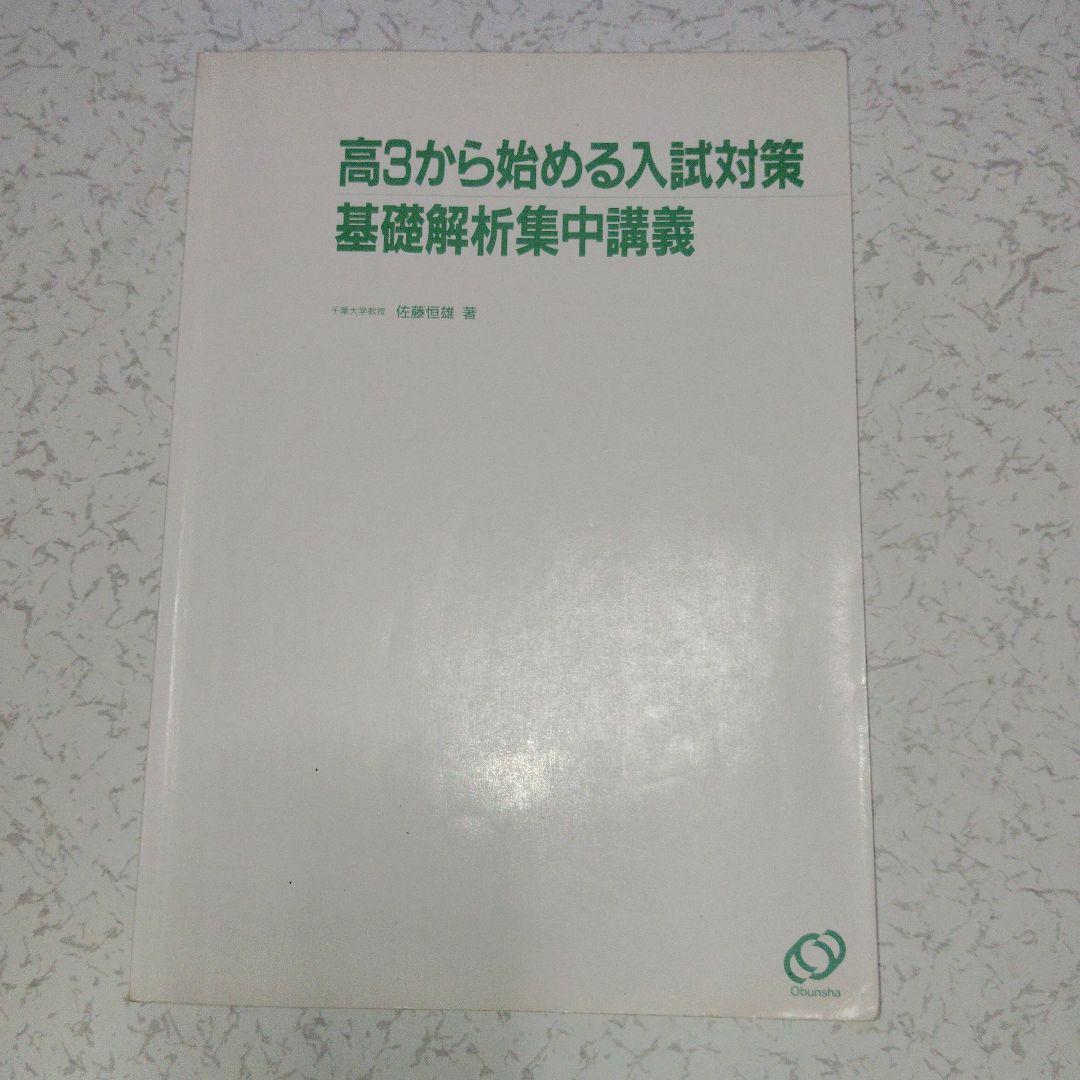 高3から始める入試対策
基礎解析集中講義
千葉大学教授 佐藤恒雄 著
Obunsha